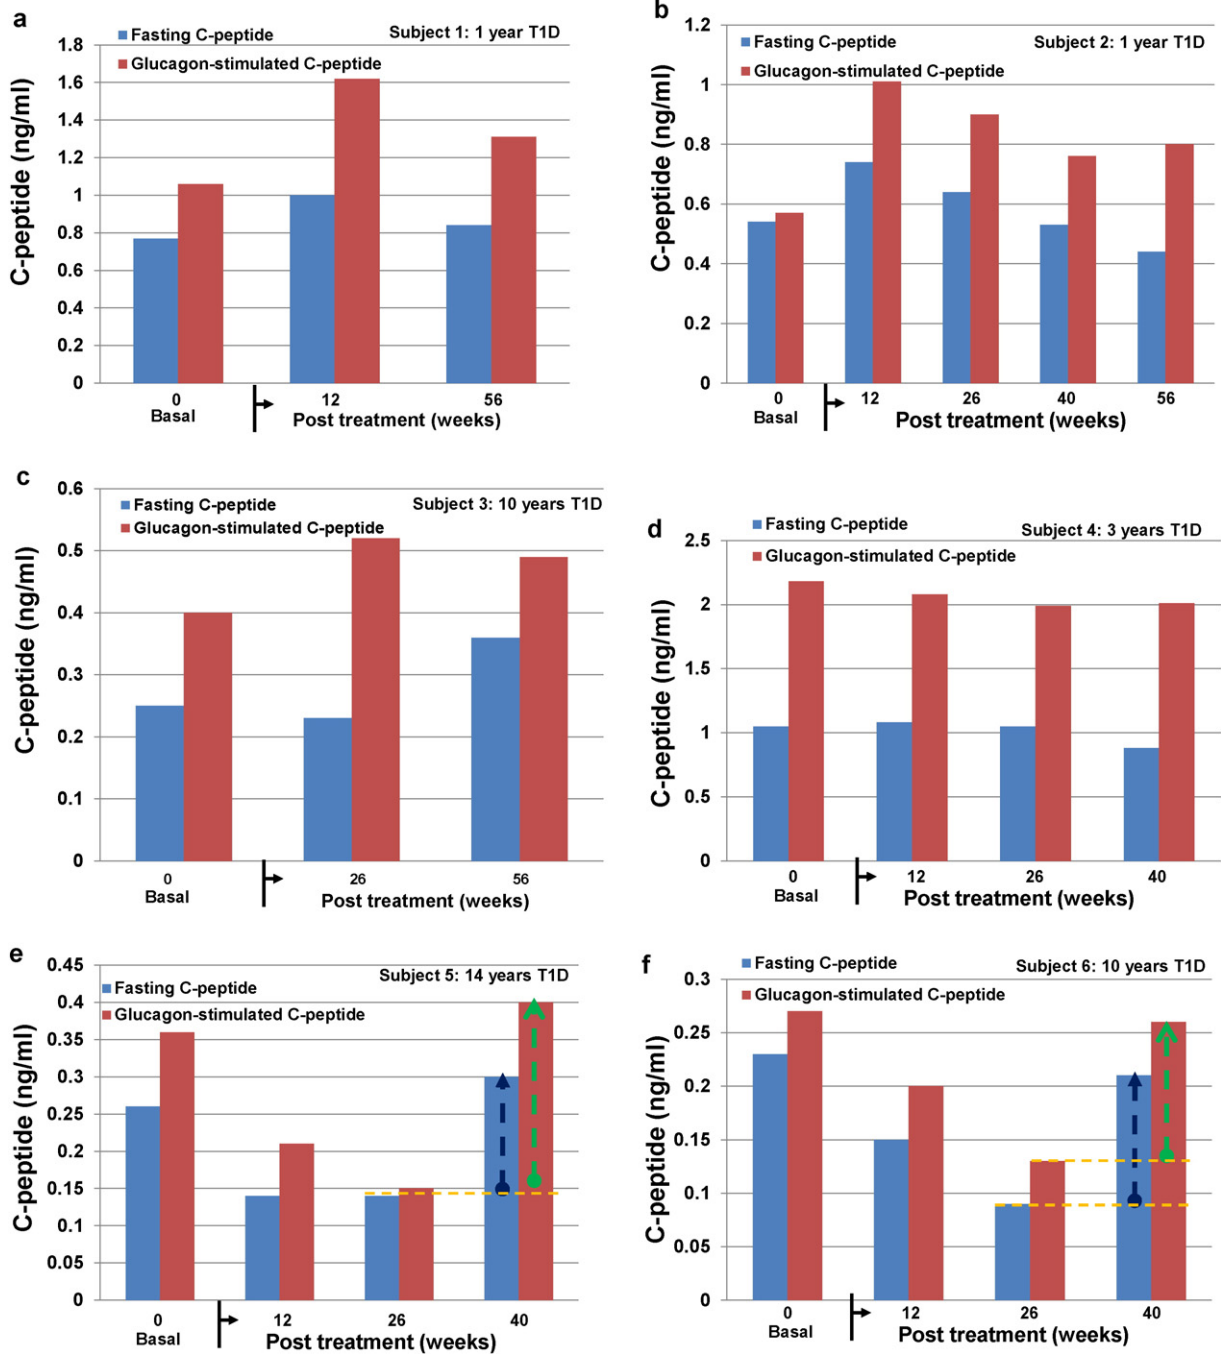 a
Subject 1: 1 year T1D
Fasting C-peptide
Glucagon-stimulated C-peptide
C-peptide (ng/ml)
1.8
1.6
1.4
1.2
1
0.8
0.6
0.4
0.2
0
0 12 56
Basal Post treatment (weeks)
b
Subject 2: 1 year T1D
Fasting C-peptide
Glucagon-stimulated C-peptide
C-peptide (ng/ml)
1.2
1
0.8
0.6
0.4
0.2
0
0 12 26 40 56
Basal Post treatment (weeks)
c
Subject 3: 10 years T1D
Fasting C-peptide
Glucagon-stimulated C-peptide
C-peptide (ng/ml)
0.6
0.5
0.4
0.3
0.2
0.1
0
0 26 56
Basal Post treatment (weeks)
d
Fasting C-peptide
Subject 4: 3 years T1D
Glucagon-stimulated C-peptide
C-peptide (ng/ml)
2.5
2
1.5
1
0.5
0
0 12 26 40
Basal Post treatment (weeks)
e
Subject 5: 14 years T1D
Fasting C-peptide
Glucagon-stimulated C-peptide
C-peptide (ng/ml)
0.45
0.4
0.35
0.3
0.25
0.2
0.15
0.1
0.05
0
0 12 26 40
Basal Post treatment (weeks)
f
Fasting C-peptide
Subject 6: 10 years T1D
Glucagon-stimulated C-peptide
C-peptide (ng/ml)
0.3
0.25
0.2
0.15
0.1
0.05
0
0 12 26 40
Basal Post treatment (weeks)